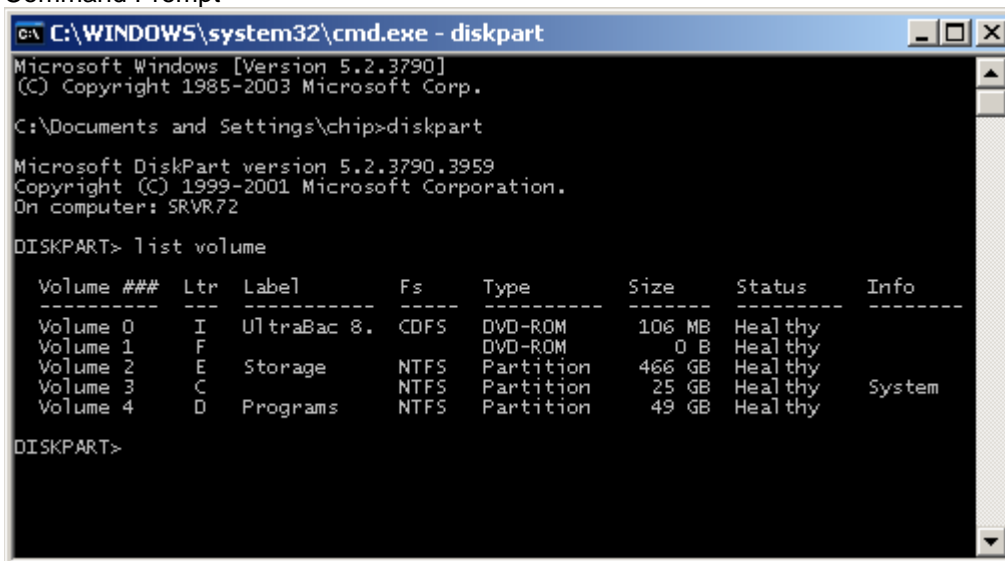 Command Prompt
C:\WINDOWS\system32\cmd.exe - diskpart
Microsoft Windows [Version 5.2.3790]
(C) Copyright 1985-2003 Microsoft Corp.
C:\Documents and Settings\chip>diskpart
Microsoft DiskPart version 5.2.3790.3959
Copyright (C) 1999-2001 Microsoft Corporation.
On computer: SRVR72
DISKPART> list volume
  Volume ###  Ltr  Label        Fs     Type        Size     Status     Info
  ----------  ---  -----------  -----  ----------  -------  ---------  --------
  Volume 0     I   UltraBac 8.  CDFS   DVD-ROM      106 MB  Healthy
  Volume 1     F                       DVD-ROM         0 B  Healthy
  Volume 2     E   Storage      NTFS   Partition    466 GB  Healthy
  Volume 3     C                NTFS   Partition     25 GB  Healthy    System
  Volume 4     D   Programs     NTFS   Partition     49 GB  Healthy
DISKPART>